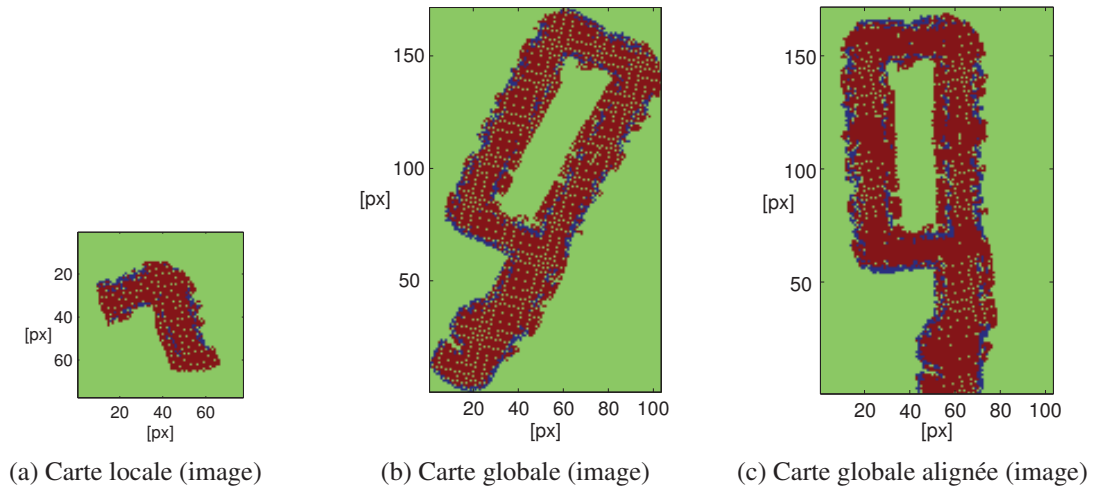 20
40
[px]
60
20 40 60
[px]
(a) Carte locale (image)
150
100
[px]
50
20 40 60 80 100
[px]
(b) Carte globale (image)
150
100
[px]
50
20 40 60 80 100
[px]
(c) Carte globale alignée (image)